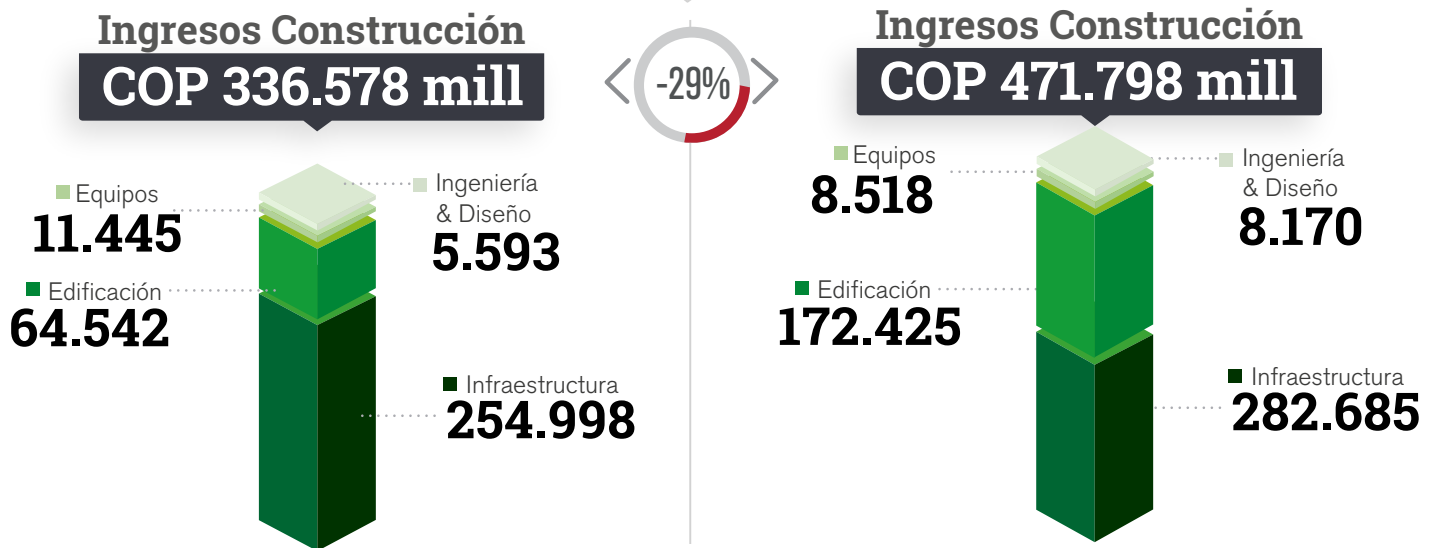 Ingresos Construcción
COP 336.578 mill
Equipos
11.445
Ingeniería
& Diseño
5.593
Edificación
64.542
Infraestructura
254.998
-29%
Ingresos Construcción
COP 471.798 mill
Equipos
8.518
Ingeniería
& Diseño
8.170
Edificación
172.425
Infraestructura
282.685